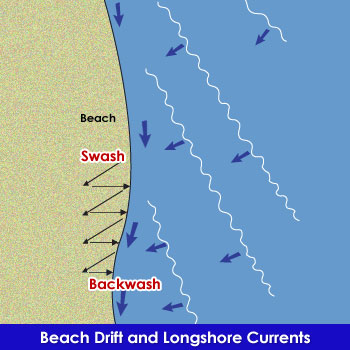 Beach
Swash
Backwash
Beach Drift and Longshore Currents